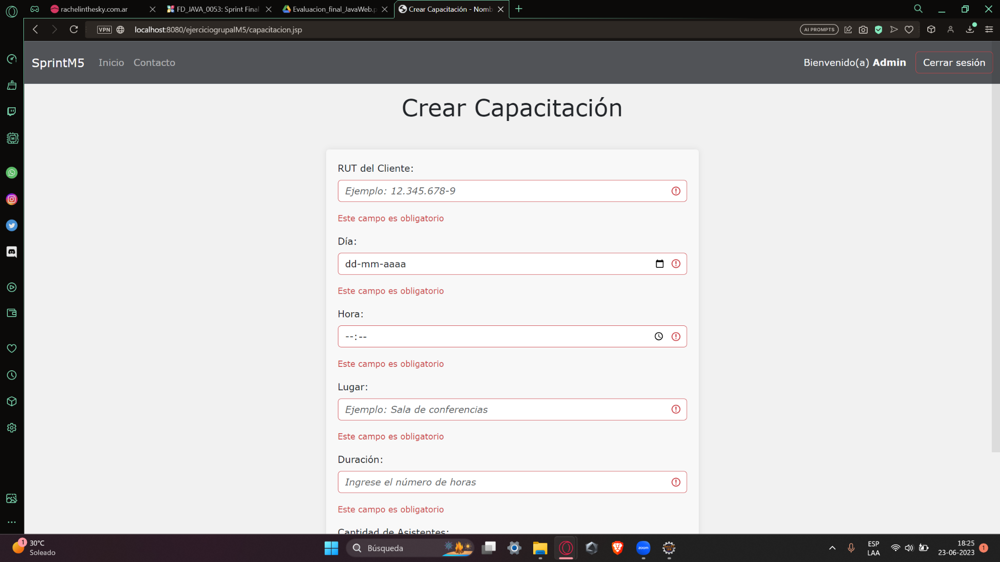 rachelinthesky.com.ar
FD_JAVA_0053: Sprint Final
Evaluacion_final_JavaWeb.p
Crear Capacitación - Nomb
VPN
localhost:8080/ejerciciogrupalM5/capacitacion.jsp
AI PROMPTS
SprintM5
Inicio
Contacto
Bienvenido(a) Admin
Cerrar sesión
Crear Capacitación
RUT del Cliente:
Ejemplo: 12.345.678-9
Este campo es obligatorio
Día:
dd-mm-aaaa
Este campo es obligatorio
Hora:
--:--
Este campo es obligatorio
Lugar:
Ejemplo: Sala de conferencias
Este campo es obligatorio
Duración:
Ingrese el número de horas
Este campo es obligatorio
Cantidad de Asistentes:
1
30°C
Soleado
Búsqueda
zoom
ESP
LAA
18:25
23-06-2023
1